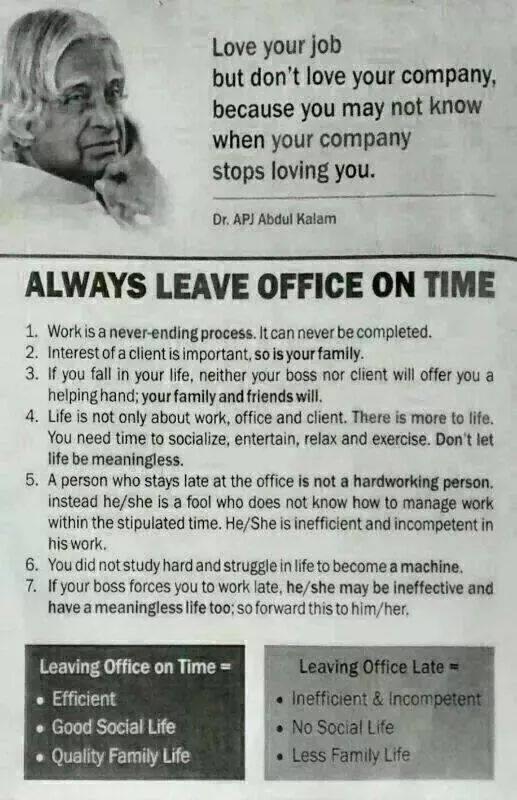 Love your job
but don't love your company,
because you may not know
when your company
stops loving you.
Dr. APJ Abdul Kalam
ALWAYS LEAVE OFFICE ON TIME
1. Work is a never-ending process. It can never be completed.
2. Interest of a client is important, so is your family.
3. If you fall in your life, neither your boss nor client will offer you a
helping hand; your family and friends will.
4. Life is not only about work, office and client. There is more to life.
You need time to socialize, entertain, relax and exercise. Don't let
life be meaningless.
5. A person who stays late at the office is not a hardworking person.
instead he/she is a fool who does not know how to manage work
within the stipulated time. He/She is inefficient and incompetent in
his work.
6. You did not study hard and struggle in life to become a machine.
7. If your boss forces you to work late, he/she may be ineffective and
have a meaningless life too; so forward this to him/her.
Leaving Office on Time =
• Efficient
• Good Social Life
• Quality Family Life
Leaving Office Late =
• Inefficient & Incompetent
• No Social Life
• Less Family Life